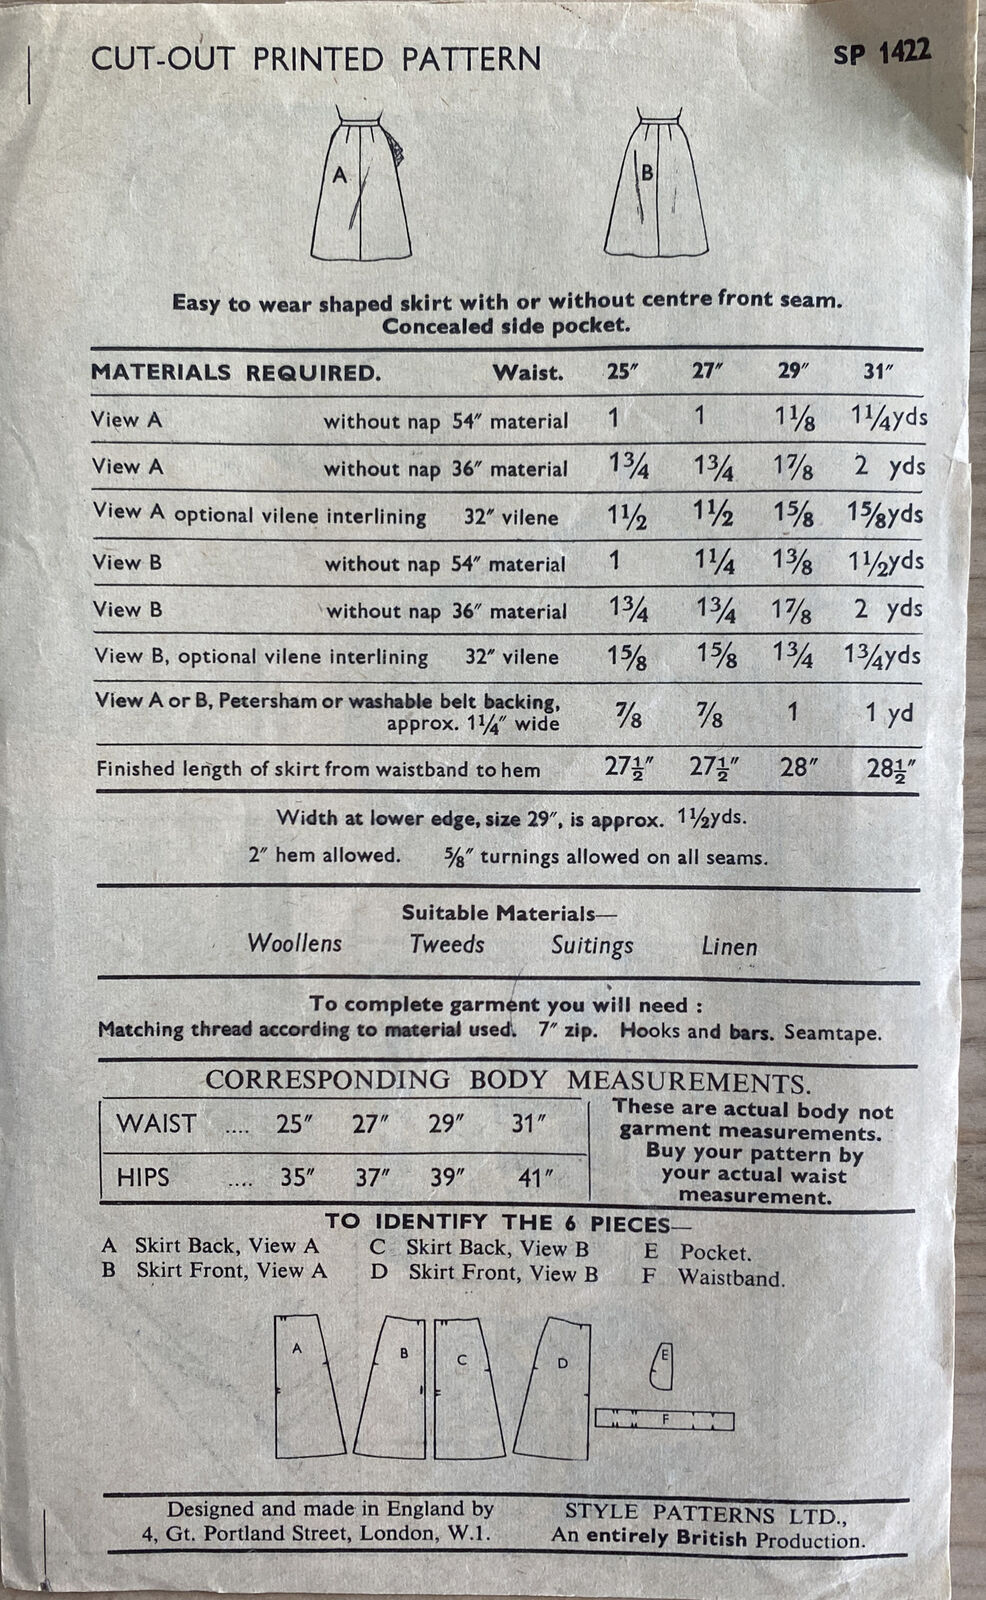 CUT-OUT PRINTED PATTERN SP 1422
A B
Easy to wear shaped skirt with or without centre front seam.
Concealed side pocket.
MATERIALS REQUIRED. Waist. 25″ 27″ 29″ 31″
View A without nap 54″ material 1 1 1⅛ 1¼yds
View A without nap 36″ material 1¾ 1¾ 1⅞ 2 yds
View A optional vilene interlining 32″ vilene 1½ 1½ 1⅝ 1⅝yds
View B without nap 54″ material 1 1¼ 1⅜ 1½yds
View B without nap 36″ material 1¾ 1¾ 1⅞ 2 yds
View B, optional vilene interlining 32″ vilene 1⅝ 1⅝ 1¾ 1¾yds
View A or B, Petersham or washable belt backing,
approx. 1¼″ wide ⅞ ⅞ 1 1 yd
Finished length of skirt from waistband to hem 27½″ 27½″ 28″ 28½″
Width at lower edge, size 29″, is approx. 1½yds.
2″ hem allowed. ⅝″ turnings allowed on all seams.
Suitable Materials—
Woollens Tweeds Suitings Linen
To complete garment you will need :
Matching thread according to material used. 7″ zip. Hooks and bars. Seamtape.
CORRESPONDING BODY MEASUREMENTS.
WAIST .... 25″ 27″ 29″ 31″
HIPS .... 35″ 37″ 39″ 41″
These are actual body not
garment measurements.
Buy your pattern by
your actual waist
measurement.
TO IDENTIFY THE 6 PIECES—
A Skirt Back, View A C Skirt Back, View B E Pocket.
B Skirt Front, View A D Skirt Front, View B F Waistband.
A B C D E
F
Designed and made in England by
4, Gt. Portland Street, London, W.1.
STYLE PATTERNS LTD.,
An entirely British Production.